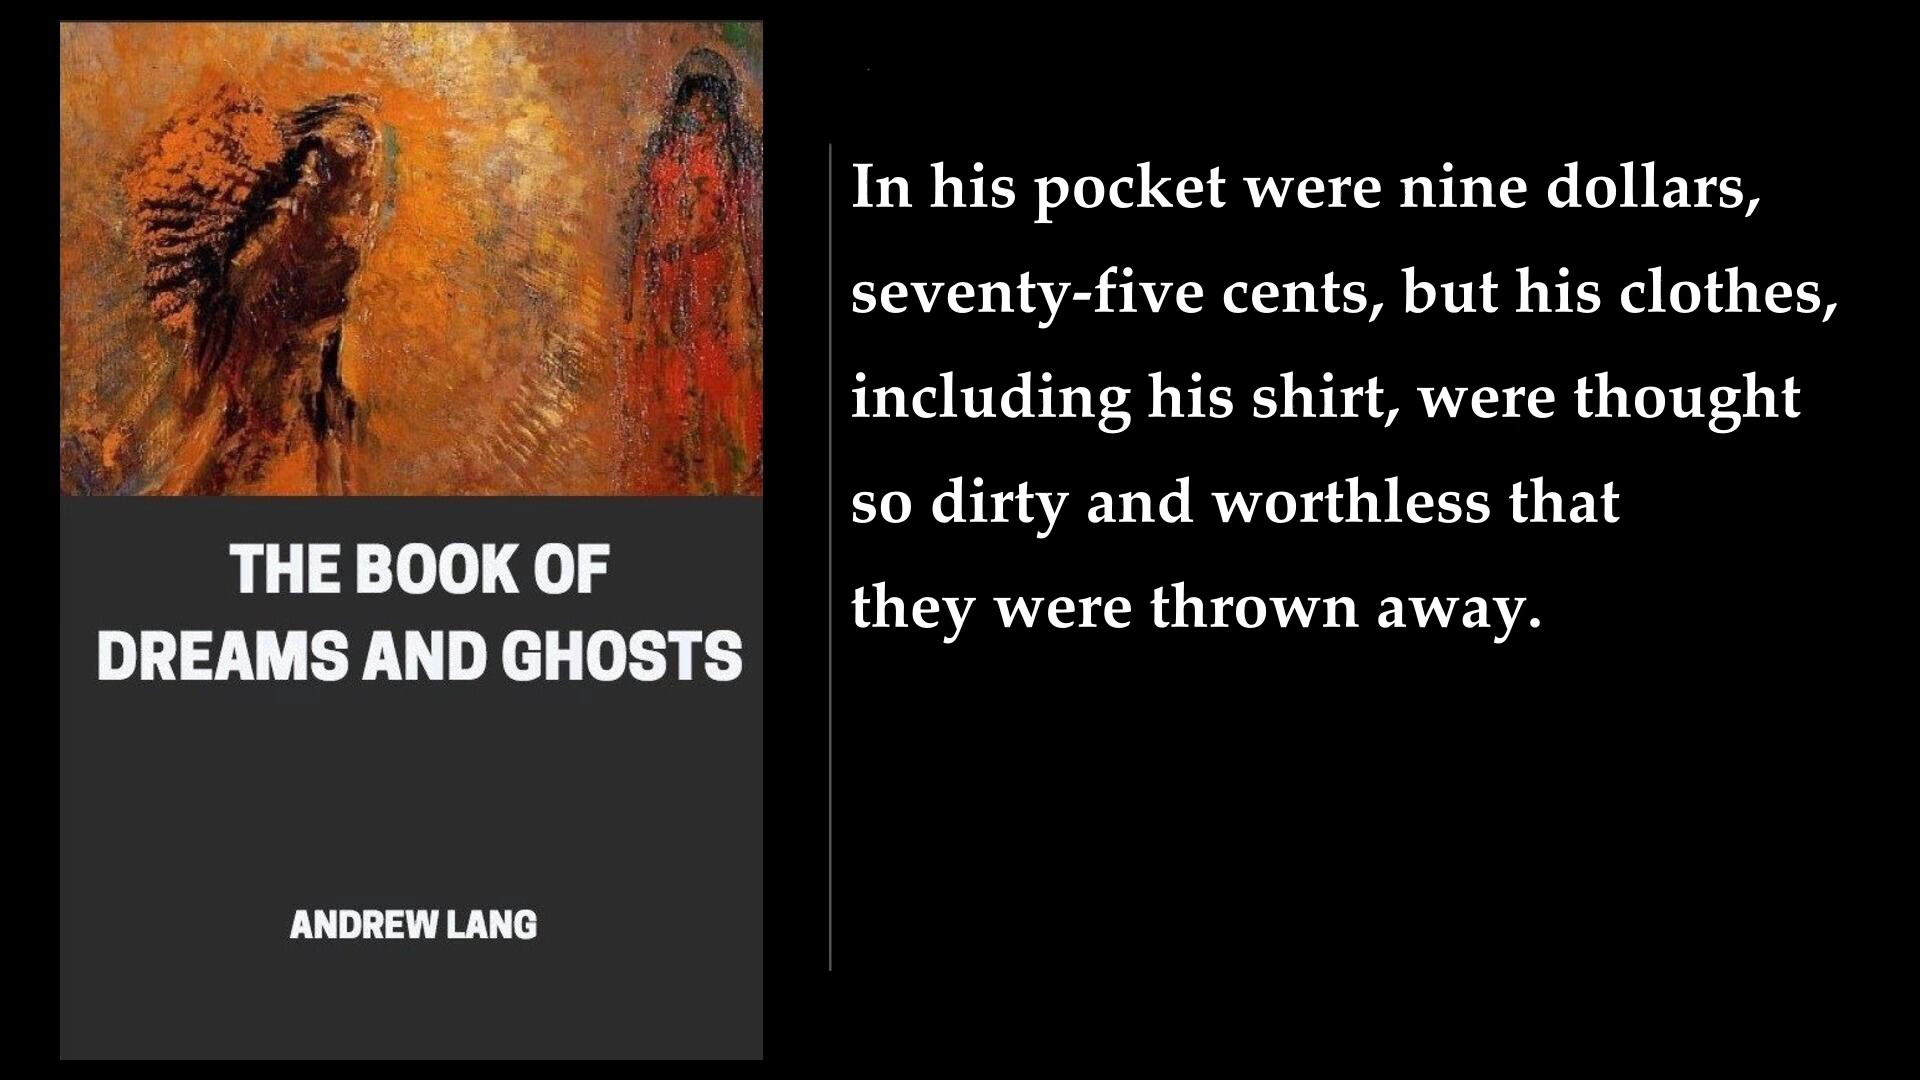 THE BOOK OF
DREAMS AND GHOSTS
ANDREW LANG
In his pocket were nine dollars,
seventy-five cents, but his clothes,
including his shirt, were thought
so dirty and worthless that
they were thrown away.